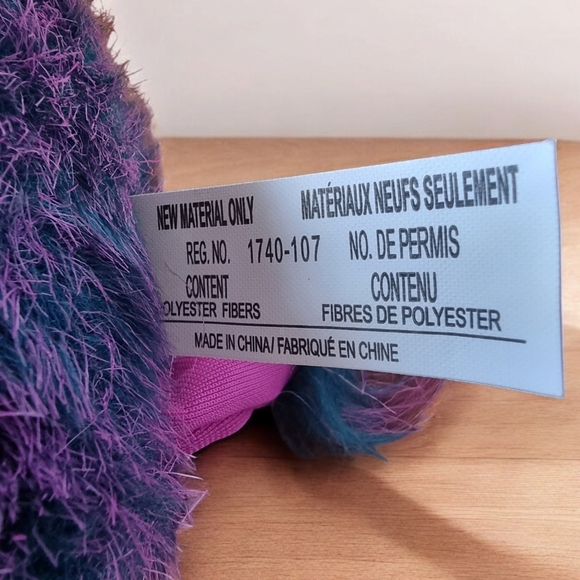 NEW MATERIAL ONLY MATÉRIAUX NEUFS SEULEMENT
REG. NO. 1740-107 NO. DE PERMIS
CONTENT CONTENU
POLYESTER FIBERS FIBRES DE POLYESTER
MADE IN CHINA/ FABRIQUÉ EN CHINE